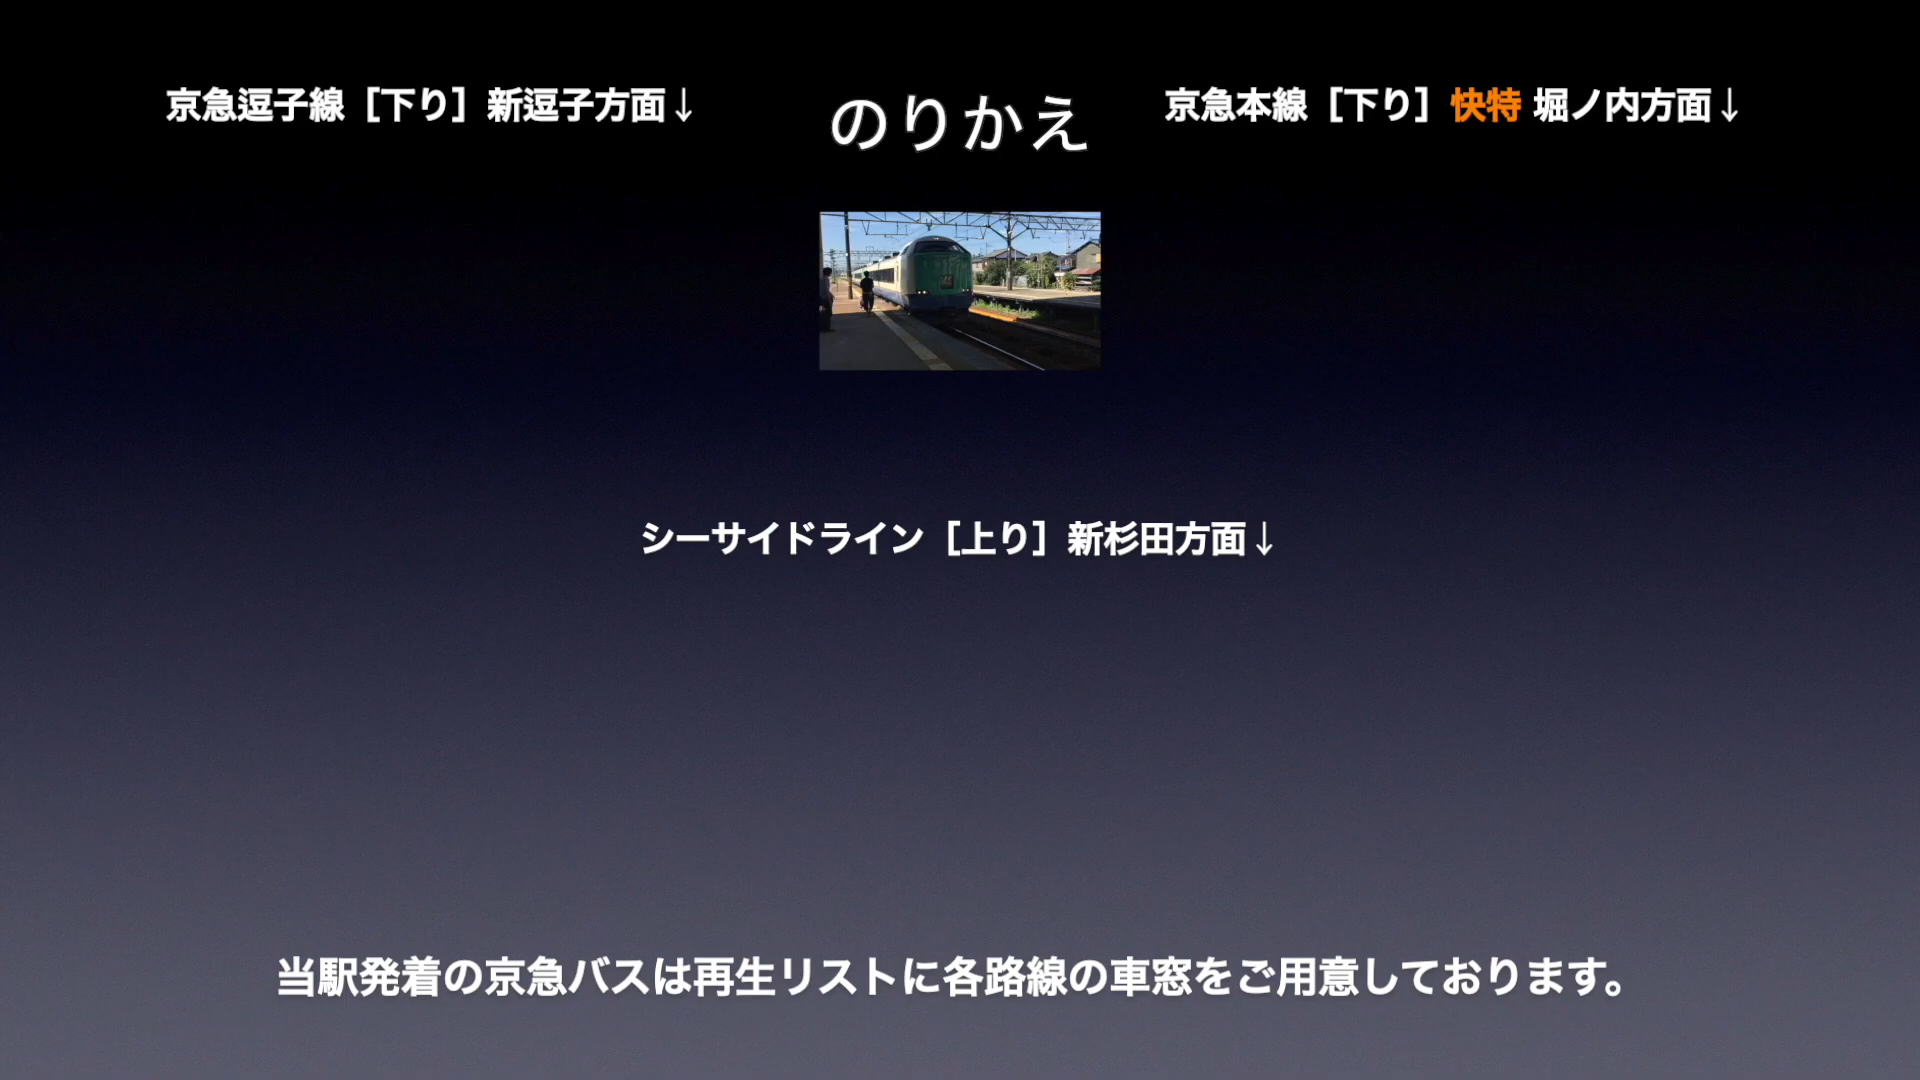 京急逗子線［下り］新逗子方面↓
のりかえ
京急本線［下り］快特 堀ノ内方面↓
シーサイドライン［上り］新杉田方面↓
当駅発着の京急バスは再生リストに各路線の車窓をご用意しております。